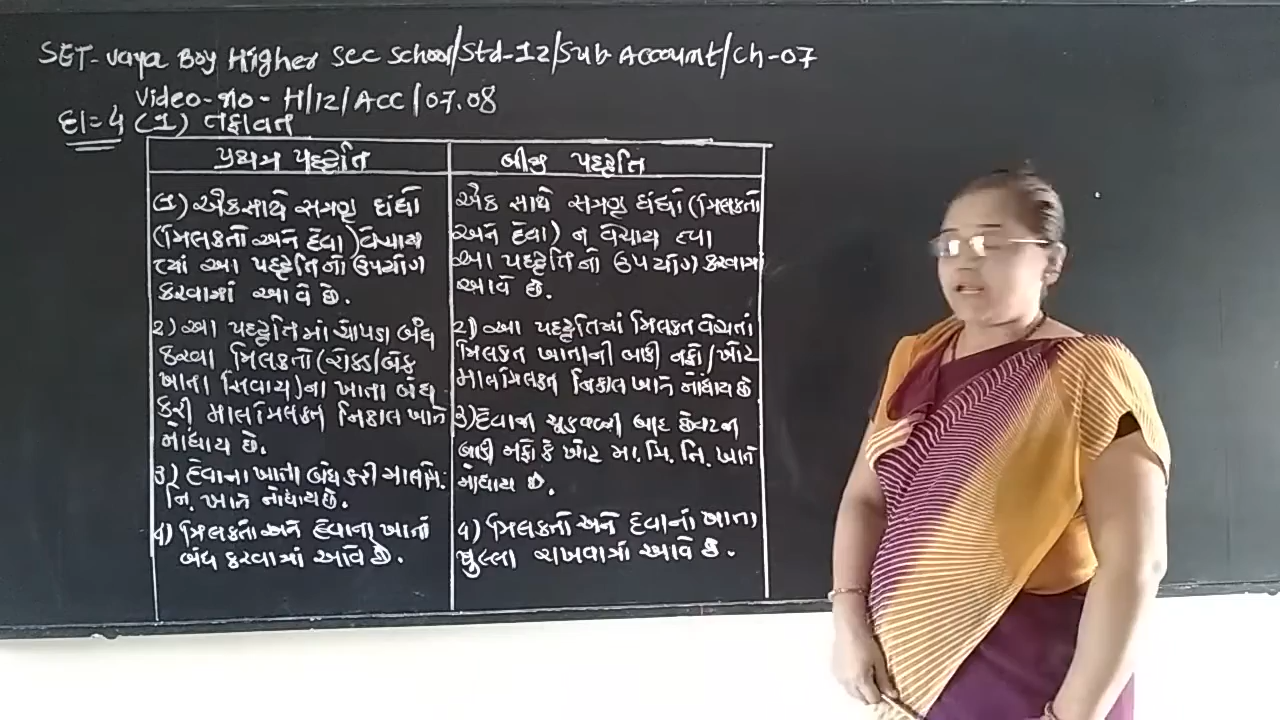 SET-Vaya Boy Higher Sec School/Std-12/Sub Account/Ch-07
Video-no-H/12/ACC/07.08
દા=4 (1) તફાવત
પ્રથમ પદ્ધતિ
(1) એકસાથે સમગ્ર ધંધો
(મિલકતો અને દેવા) વેચાય
ત્યાં આ પદ્ધતિનો ઉપયોગ
કરવામાં આવે છે.
2) આ પદ્ધતિમાં ચોપડા બંધ
કરવા મિલકતો (રોકડ/બેંક
ખાતા સિવાય)ના ખાતા બંધ
કરી માલમિલકત નિકાલ ખાતે
નોંધાય છે.
3) દેવાના ખાતા બંધ કરી માલમિ.
નિ. ખાતે નોંધાય છે.
4) મિલકતો અને દેવાના ખાતાં
બંધ કરવામાં આવે છે.
બીજી પદ્ધતિ
એક સાથે સમગ્ર ધંધો (મિલકતો
અને દેવા) ન વેચાય ત્યા
આ પદ્ધતિનો ઉપયોગ કરવામાં
આવે છે.
2) આ પદ્ધતિમાં મિલકત વેચતાં
મિલકત ખાતાની બાકી નફો/ખોટ
માલમિલકત નિકાલ ખાતે નોંધાય છે
3) દેવાની ચૂકવણી બાદ છેવટની
બાકી નફો કે ખોટ મા. મિ. નિ. ખાતે
નોંધાય છે.
4) મિલકતો અને દેવાનાં ખાતા
ખુલ્લા રાખવામાં આવે છે.